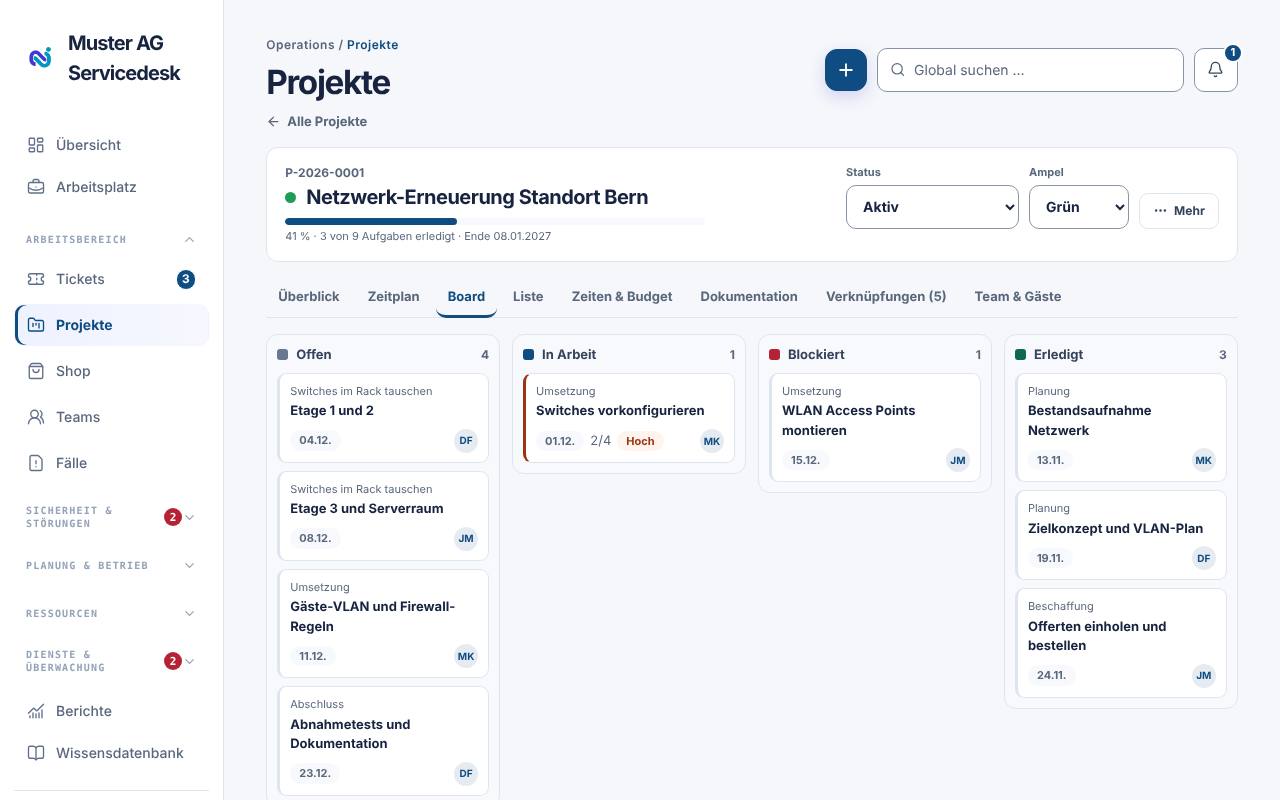 Muster AG
Servicedesk
Übersicht
Arbeitsplatz
ARBEITSBEREICH
Tickets 3
Projekte
Shop
Teams
Fälle
SICHERHEIT &
STÖRUNGEN 2
PLANUNG & BETRIEB
RESSOURCEN
DIENSTE &
ÜBERWACHUNG 2
Berichte
Wissensdatenbank
Operations / Projekte
Projekte
Global suchen ...
1
Alle Projekte
P-2026-0001
Netzwerk-Erneuerung Standort Bern
41 % · 3 von 9 Aufgaben erledigt · Ende 08.01.2027
Status
Aktiv
Ampel
Grün
Mehr
Überblick Zeitplan Board Liste Zeiten & Budget Dokumentation Verknüpfungen (5) Team & Gäste
Offen 4
Switches im Rack tauschen
Etage 1 und 2
04.12. DF
Switches im Rack tauschen
Etage 3 und Serverraum
08.12. JM
Umsetzung
Gäste-VLAN und Firewall-
Regeln
11.12. MK
Abschluss
Abnahmetests und
Dokumentation
23.12. DF
In Arbeit 1
Umsetzung
Switches vorkonfigurieren
01.12. 2/4 Hoch MK
Blockiert 1
Umsetzung
WLAN Access Points
montieren
15.12. JM
Erledigt 3
Planung
Bestandsaufnahme
Netzwerk
13.11. MK
Planung
Zielkonzept und VLAN-Plan
19.11. DF
Beschaffung
Offerten einholen und
bestellen
24.11. JM